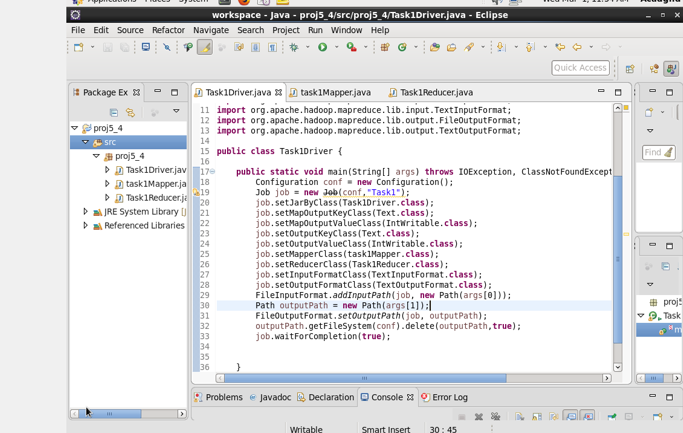 workspace - Java - proj5_4/src/proj5_4/Task1Driver.java - Eclipse
File Edit Source Refactor Navigate Search Project Run Window Help
Quick Access
Package Ex
Task1Driver.java
task1Mapper.java
Task1Reducer.java
proj5_4
src
proj5_4
Task1Driver.jav
task1Mapper.ja
Task1Reducer.j
JRE System Library [
Referenced Libraries
11 import org.apache.hadoop.mapreduce.lib.input.TextInputFormat;
12 import org.apache.hadoop.mapreduce.lib.output.FileOutputFormat;
13 import org.apache.hadoop.mapreduce.lib.output.TextOutputFormat;
14
15 public class Task1Driver {
16
17 public static void main(String[] args) throws IOException, ClassNotFoundExcept
18 Configuration conf = new Configuration();
19 Job job = new Job(conf,"Task1");
20 job.setJarByClass(Task1Driver.class);
21 job.setMapOutputKeyClass(Text.class);
22 job.setMapOutputValueClass(IntWritable.class);
23 job.setOutputKeyClass(Text.class);
24 job.setOutputValueClass(IntWritable.class);
25 job.setMapperClass(task1Mapper.class);
26 job.setReducerClass(Task1Reducer.class);
27 job.setInputFormatClass(TextInputFormat.class);
28 job.setOutputFormatClass(TextOutputFormat.class);
29 FileInputFormat.addInputPath(job, new Path(args[0]));
30 Path outputPath = new Path(args[1]);
31 FileOutputFormat.setOutputPath(job, outputPath);
32 outputPath.getFileSystem(conf).delete(outputPath,true);
33 job.waitForCompletion(true);
34
35
36 }
Find
proj5
Task
m
Problems Javadoc Declaration Console Error Log
Writable Smart Insert 30 : 45